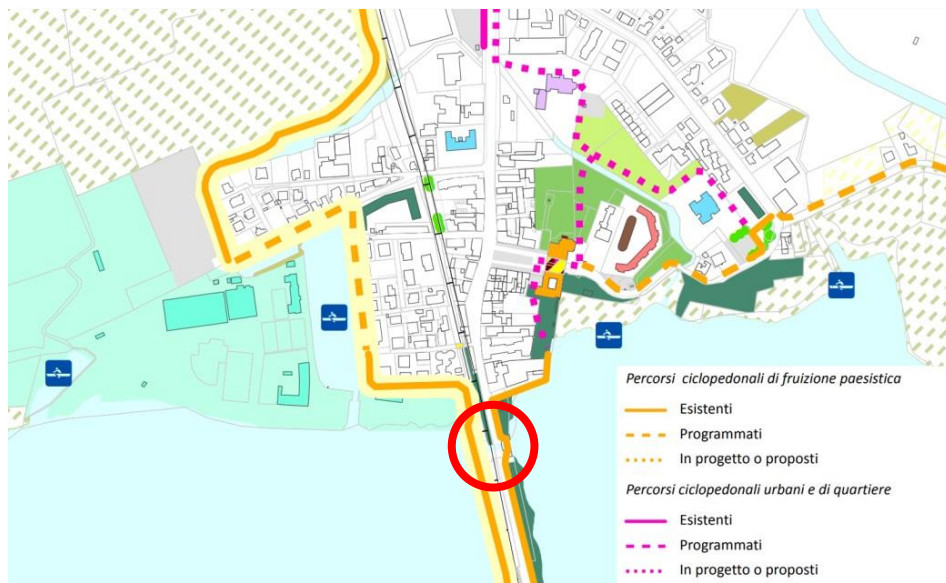 Percorsi ciclopedonali di fruizione paesistica
Esistenti
Programmati
In progetto o proposti
Percorsi ciclopedonali urbani e di quartiere
Esistenti
Programmati
In progetto o proposti